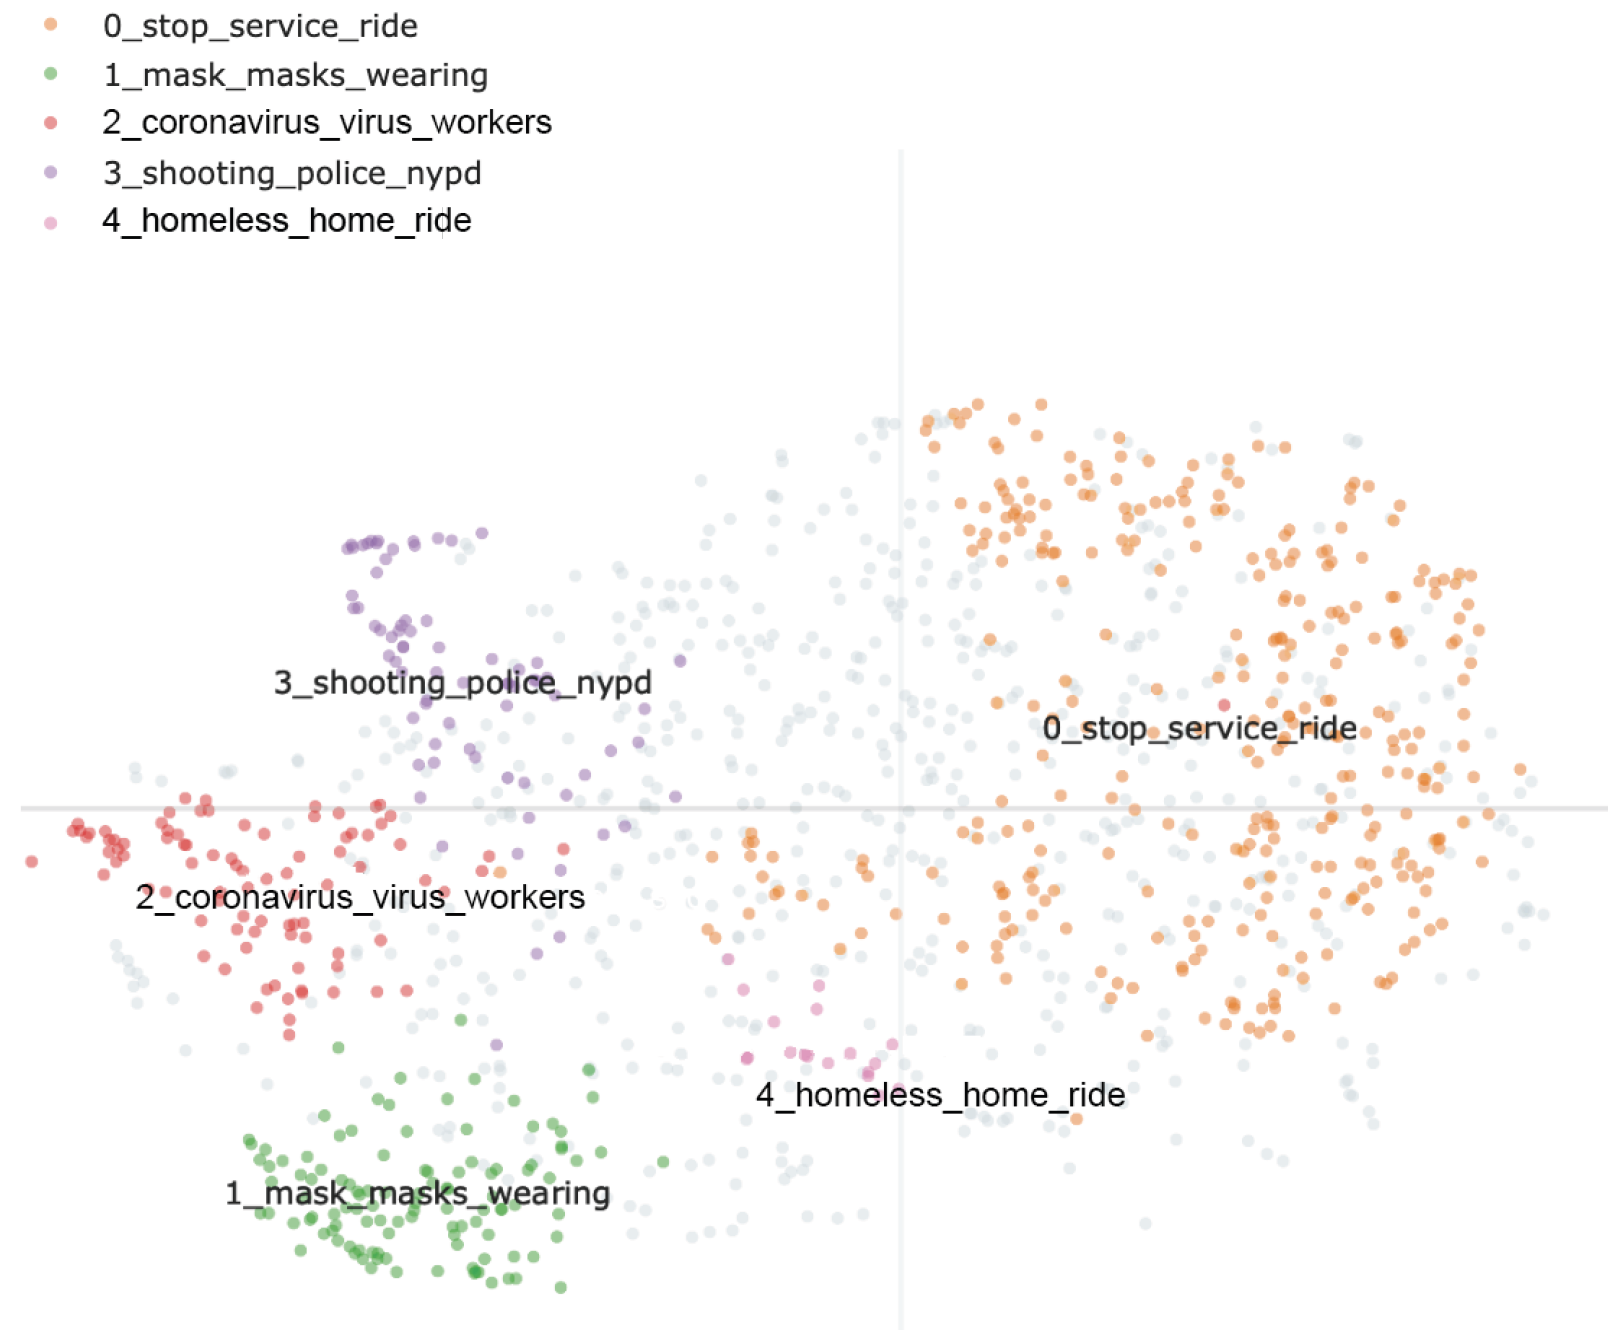 0_stop_service_ride
1_mask_masks_wearing
2_coronavirus_virus_workers
3_shooting_police_nypd
4_homeless_home_ride
3_shooting_police_nypd
0_stop_service_ride
2_coronavirus_virus_workers
4_homeless_home_ride
1_mask_masks_wearing